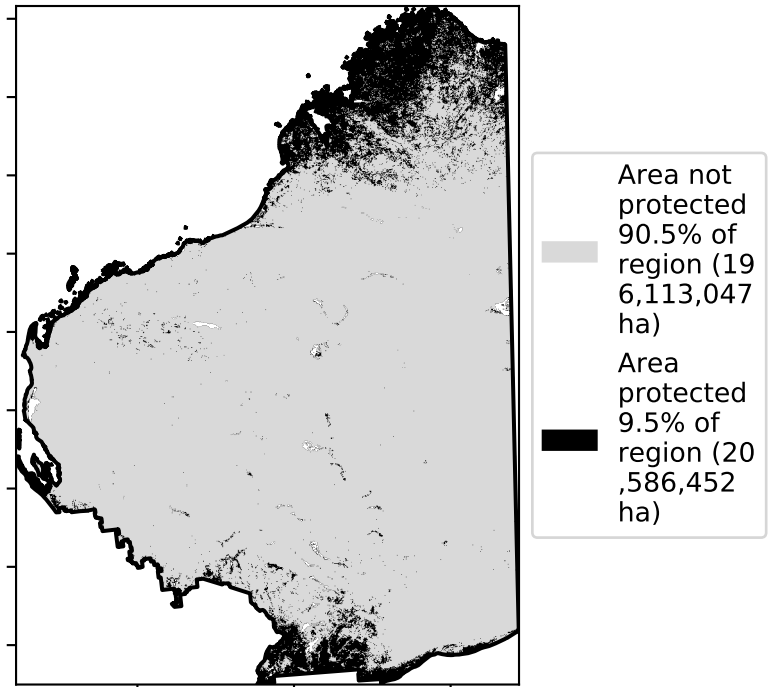 Area not
protected
90.5% of
region (19
6,113,047
ha)
Area
protected
9.5% of
region (20
,586,452
ha)